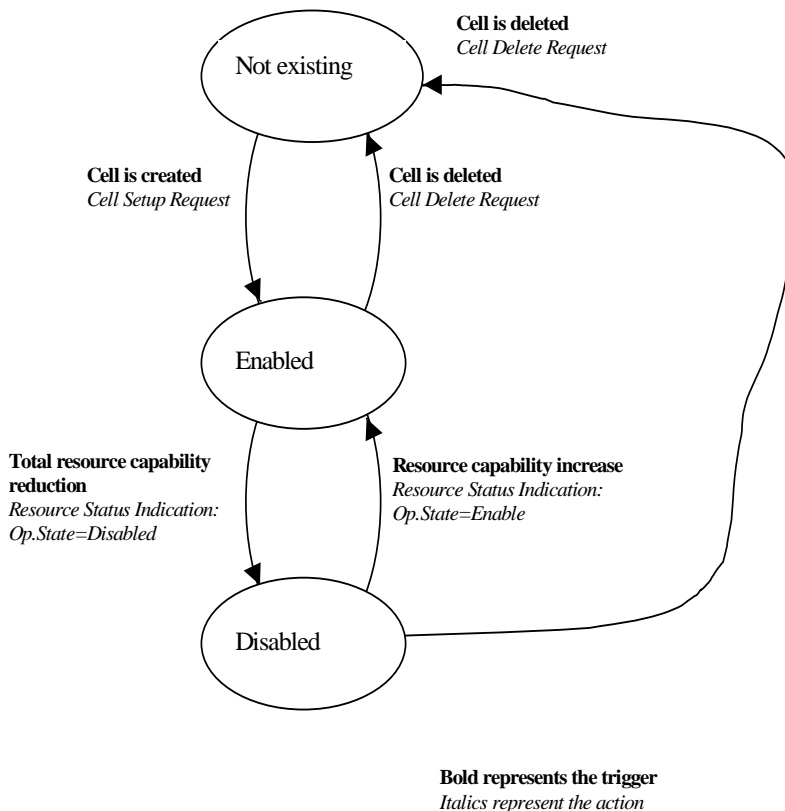 Cell is deleted
Cell Delete Request
Not existing
Cell is created
Cell Setup Request
Cell is deleted
Cell Delete Request
Enabled
Total resource capability
reduction
Resource Status Indication:
Op.State=Disabled
Resource capability increase
Resource Status Indication:
Op.State=Enable
Disabled
Bold represents the trigger
Italics represent the action